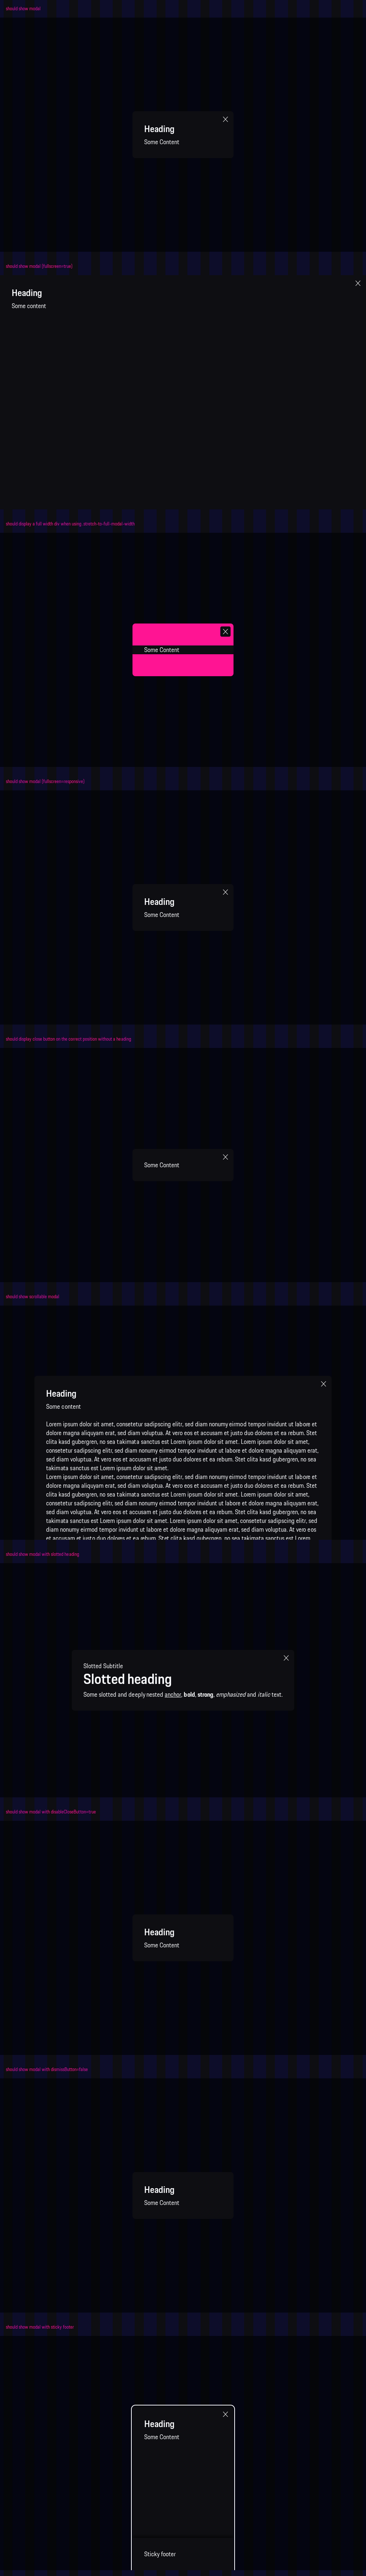 should show modal
Heading
Some Content
should show modal (fullscreen=true)
Heading
Some content
should display a full width div when using .stretch-to-full-modal-width
Some Content
should show modal (fullscreen=responsive)
Heading
Some Content
should display close button on the correct position without a heading
Some Content
should show scrollable modal
Heading
Some content
Lorem ipsum dolor sit amet, consetetur sadipscing elitr, sed diam nonumy eirmod tempor invidunt ut labore et
dolore magna aliquyam erat, sed diam voluptua. At vero eos et accusam et justo duo dolores et ea rebum. Stet
clita kasd gubergren, no sea takimata sanctus est Lorem ipsum dolor sit amet. Lorem ipsum dolor sit amet,
consetetur sadipscing elitr, sed diam nonumy eirmod tempor invidunt ut labore et dolore magna aliquyam erat,
sed diam voluptua. At vero eos et accusam et justo duo dolores et ea rebum. Stet clita kasd gubergren, no sea
takimata sanctus est Lorem ipsum dolor sit amet.
Lorem ipsum dolor sit amet, consetetur sadipscing elitr, sed diam nonumy eirmod tempor invidunt ut labore et
dolore magna aliquyam erat, sed diam voluptua. At vero eos et accusam et justo duo dolores et ea rebum. Stet
clita kasd gubergren, no sea takimata sanctus est Lorem ipsum dolor sit amet. Lorem ipsum dolor sit amet,
consetetur sadipscing elitr, sed diam nonumy eirmod tempor invidunt ut labore et dolore magna aliquyam erat,
sed diam voluptua. At vero eos et accusam et justo duo dolores et ea rebum. Stet clita kasd gubergren, no sea
takimata sanctus est Lorem ipsum dolor sit amet. Lorem ipsum dolor sit amet, consetetur sadipscing elitr, sed
diam nonumy eirmod tempor invidunt ut labore et dolore magna aliquyam erat, sed diam voluptua. At vero eos
et accusam et justo duo dolores et ea rebum. Stet clita kasd gubergren, no sea takimata sanctus est Lorem
should show modal with slotted heading
Slotted Subtitle
Slotted heading
Some slotted and deeply nested anchor, bold, strong, emphasized and italic text.
should show modal with disableCloseButton=true
Heading
Some Content
should show modal with dismissButton=false
Heading
Some Content
should show modal with sticky footer
Heading
Some Content
Sticky footer